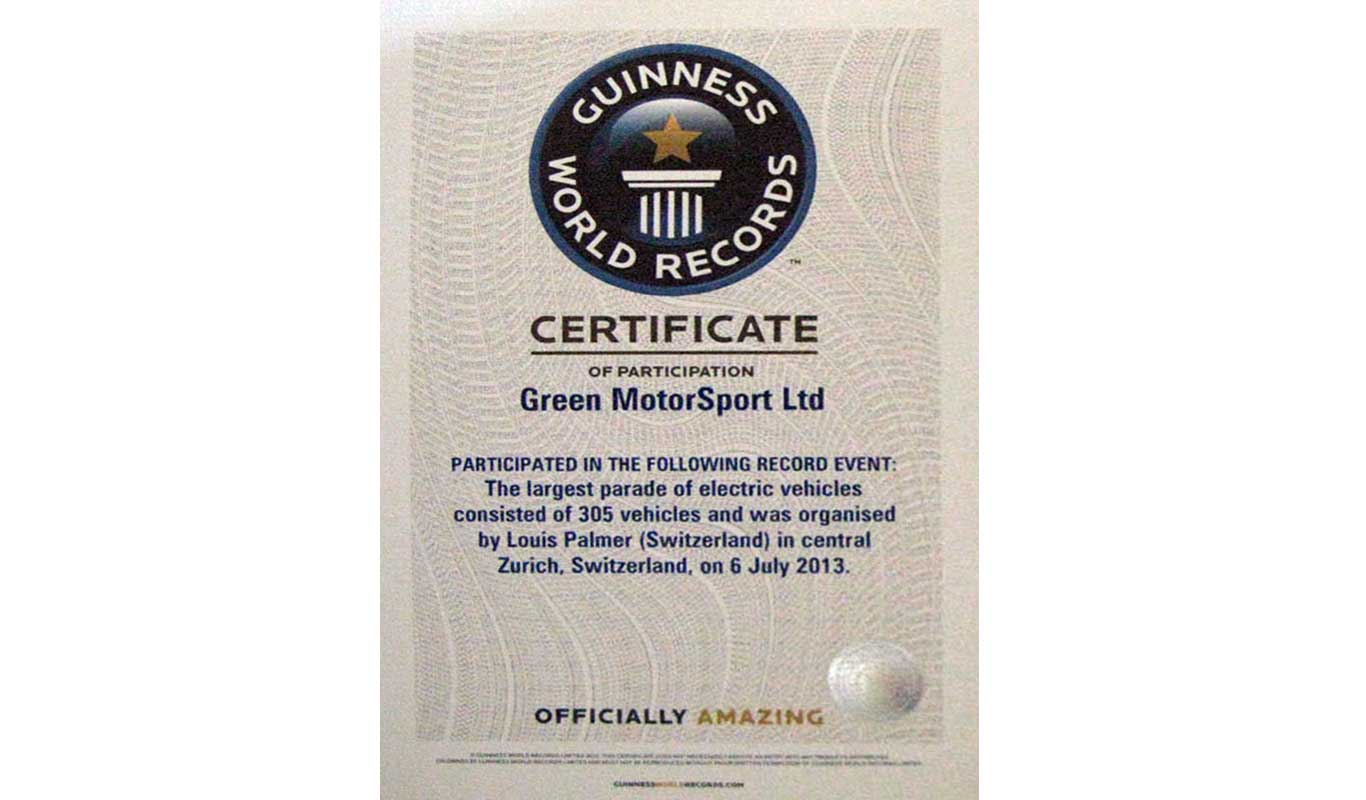 GUINNESS
WORLD RECORDS
™
CERTIFICATE
OF PARTICIPATION
Green MotorSport Ltd
PARTICIPATED IN THE FOLLOWING RECORD EVENT:
The largest parade of electric vehicles
consisted of 305 vehicles and was organised
by Louis Palmer (Switzerland) in central
Zurich, Switzerland, on 6 July 2013.
OFFICIALLY AMAZING
GUINNESSWORLDRECORDS.COM